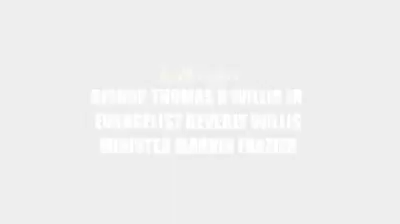 BISHOP THOMAS B WILLIS JR
EVANGELIST BEVERLY WILLIS
MINISTER MARVIN FRAZIER